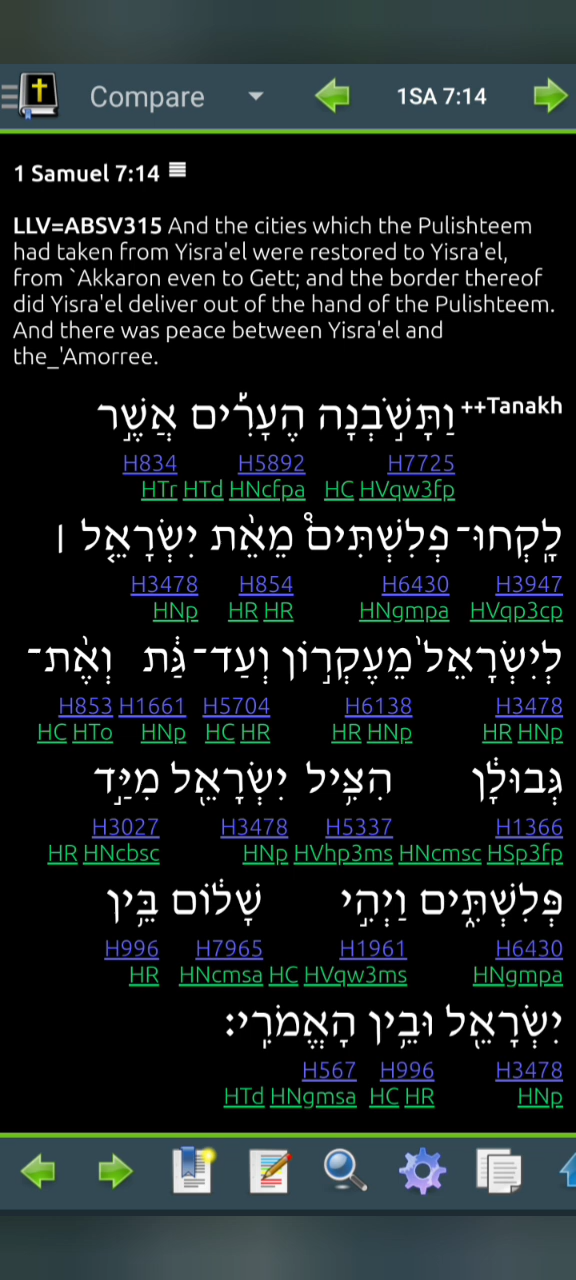 Compare 1SA 7:14
1 Samuel 7:14
LLV=ABSV315 And the cities which the Pulishteem
had taken from Yisra'el were restored to Yisra'el,
from `Akkaron even to Gett; and the border thereof
did Yisra'el deliver out of the hand of the Pulishteem.
And there was peace between Yisra'el and
the_'Amorree.
++Tanakh וַתָּשֹׁ֣בְנָה הֶעָרִ֡ים אֲשֶׁ֣ר
H834 H5892 H7725
HTr HTd HNcfpa HC HVqw3fp
לָֽקְחוּ־ פְלִשְׁתִּים֩ מֵאֵ֨ת יִשְׂרָאֵ֤ל ׀
H3478 H854 H6430 H3947
HNp HR HR HNgmpa HVqp3cp
לְיִשְׂרָאֵל֙ מֵעֶקְר֣וֹן וְעַד־ גַּ֔ת וְאֶ֨ת־
H853 H1661 H5704 H6138 H3478
HC HTo HNp HC HR HR HNp HR HNp
גְּבוּלָ֔ן הִצִּ֥יל יִשְׂרָאֵ֖ל מִיַּ֣ד
H3027 H3478 H5337 H1366
HR HNcbsc HNp HVhp3ms HNcmsc HSp3fp
פְּלִשְׁתִּ֑ים וַיְהִ֣י שָׁל֔וֹם בֵּ֥ין
H996 H7965 H1961 H6430
HR HNcmsa HC HVqw3ms HNgmpa
יִשְׂרָאֵ֖ל וּבֵ֥ין הָאֱמֹרִֽי׃
H567 H996 H3478
HTd HNgmsa HC HR HNp